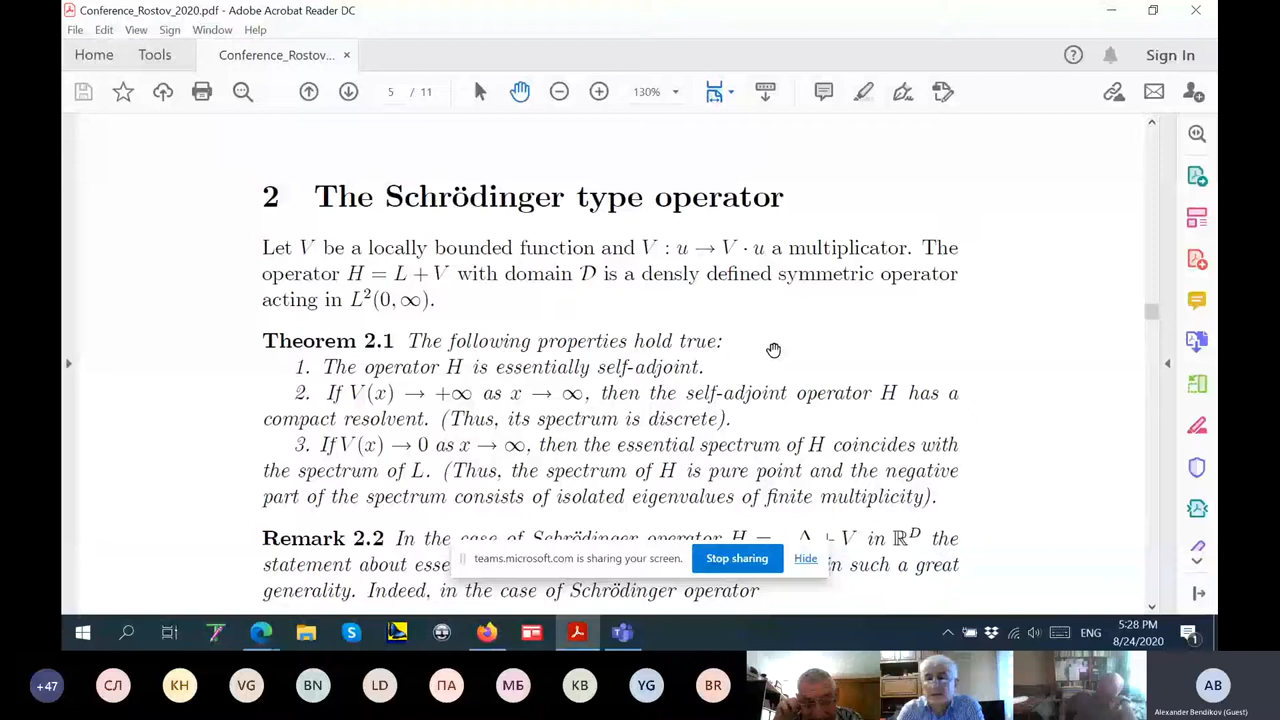 Conference_Rostov_2020.pdf - Adobe Acrobat Reader DC
File Edit View Sign Window Help
Home Tools Conference_Rostov... × Sign In
5 / 11 130%
2 The Schrödinger type operator
Let V be a locally bounded function and V : u → V · u a multiplicator. The
operator H = L + V with domain 𝒟 is a densly defined symmetric operator
acting in L²(0, ∞).
Theorem 2.1 The following properties hold true:
1. The operator H is essentially self-adjoint.
2. If V(x) → +∞ as x → ∞, then the self-adjoint operator H has a
compact resolvent. (Thus, its spectrum is discrete).
3. If V(x) → 0 as x → ∞, then the essential spectrum of H coincides with
the spectrum of L. (Thus, the spectrum of H is pure point and the negative
part of the spectrum consists of isolated eigenvalues of finite multiplicity).
Remark 2.2 In the case of Schrödinger operator H = −Δ + V in ℝᴰ the
statement about esse in such a great
generality. Indeed, in the case of Schrödinger operator
teams.microsoft.com is sharing your screen. Stop sharing Hide
ENG
5:28 PM
8/24/2020
1
+47 СЛ КН VG BN LD ПА МБ КВ YG BR AB
Alexander Bendikov (Guest)